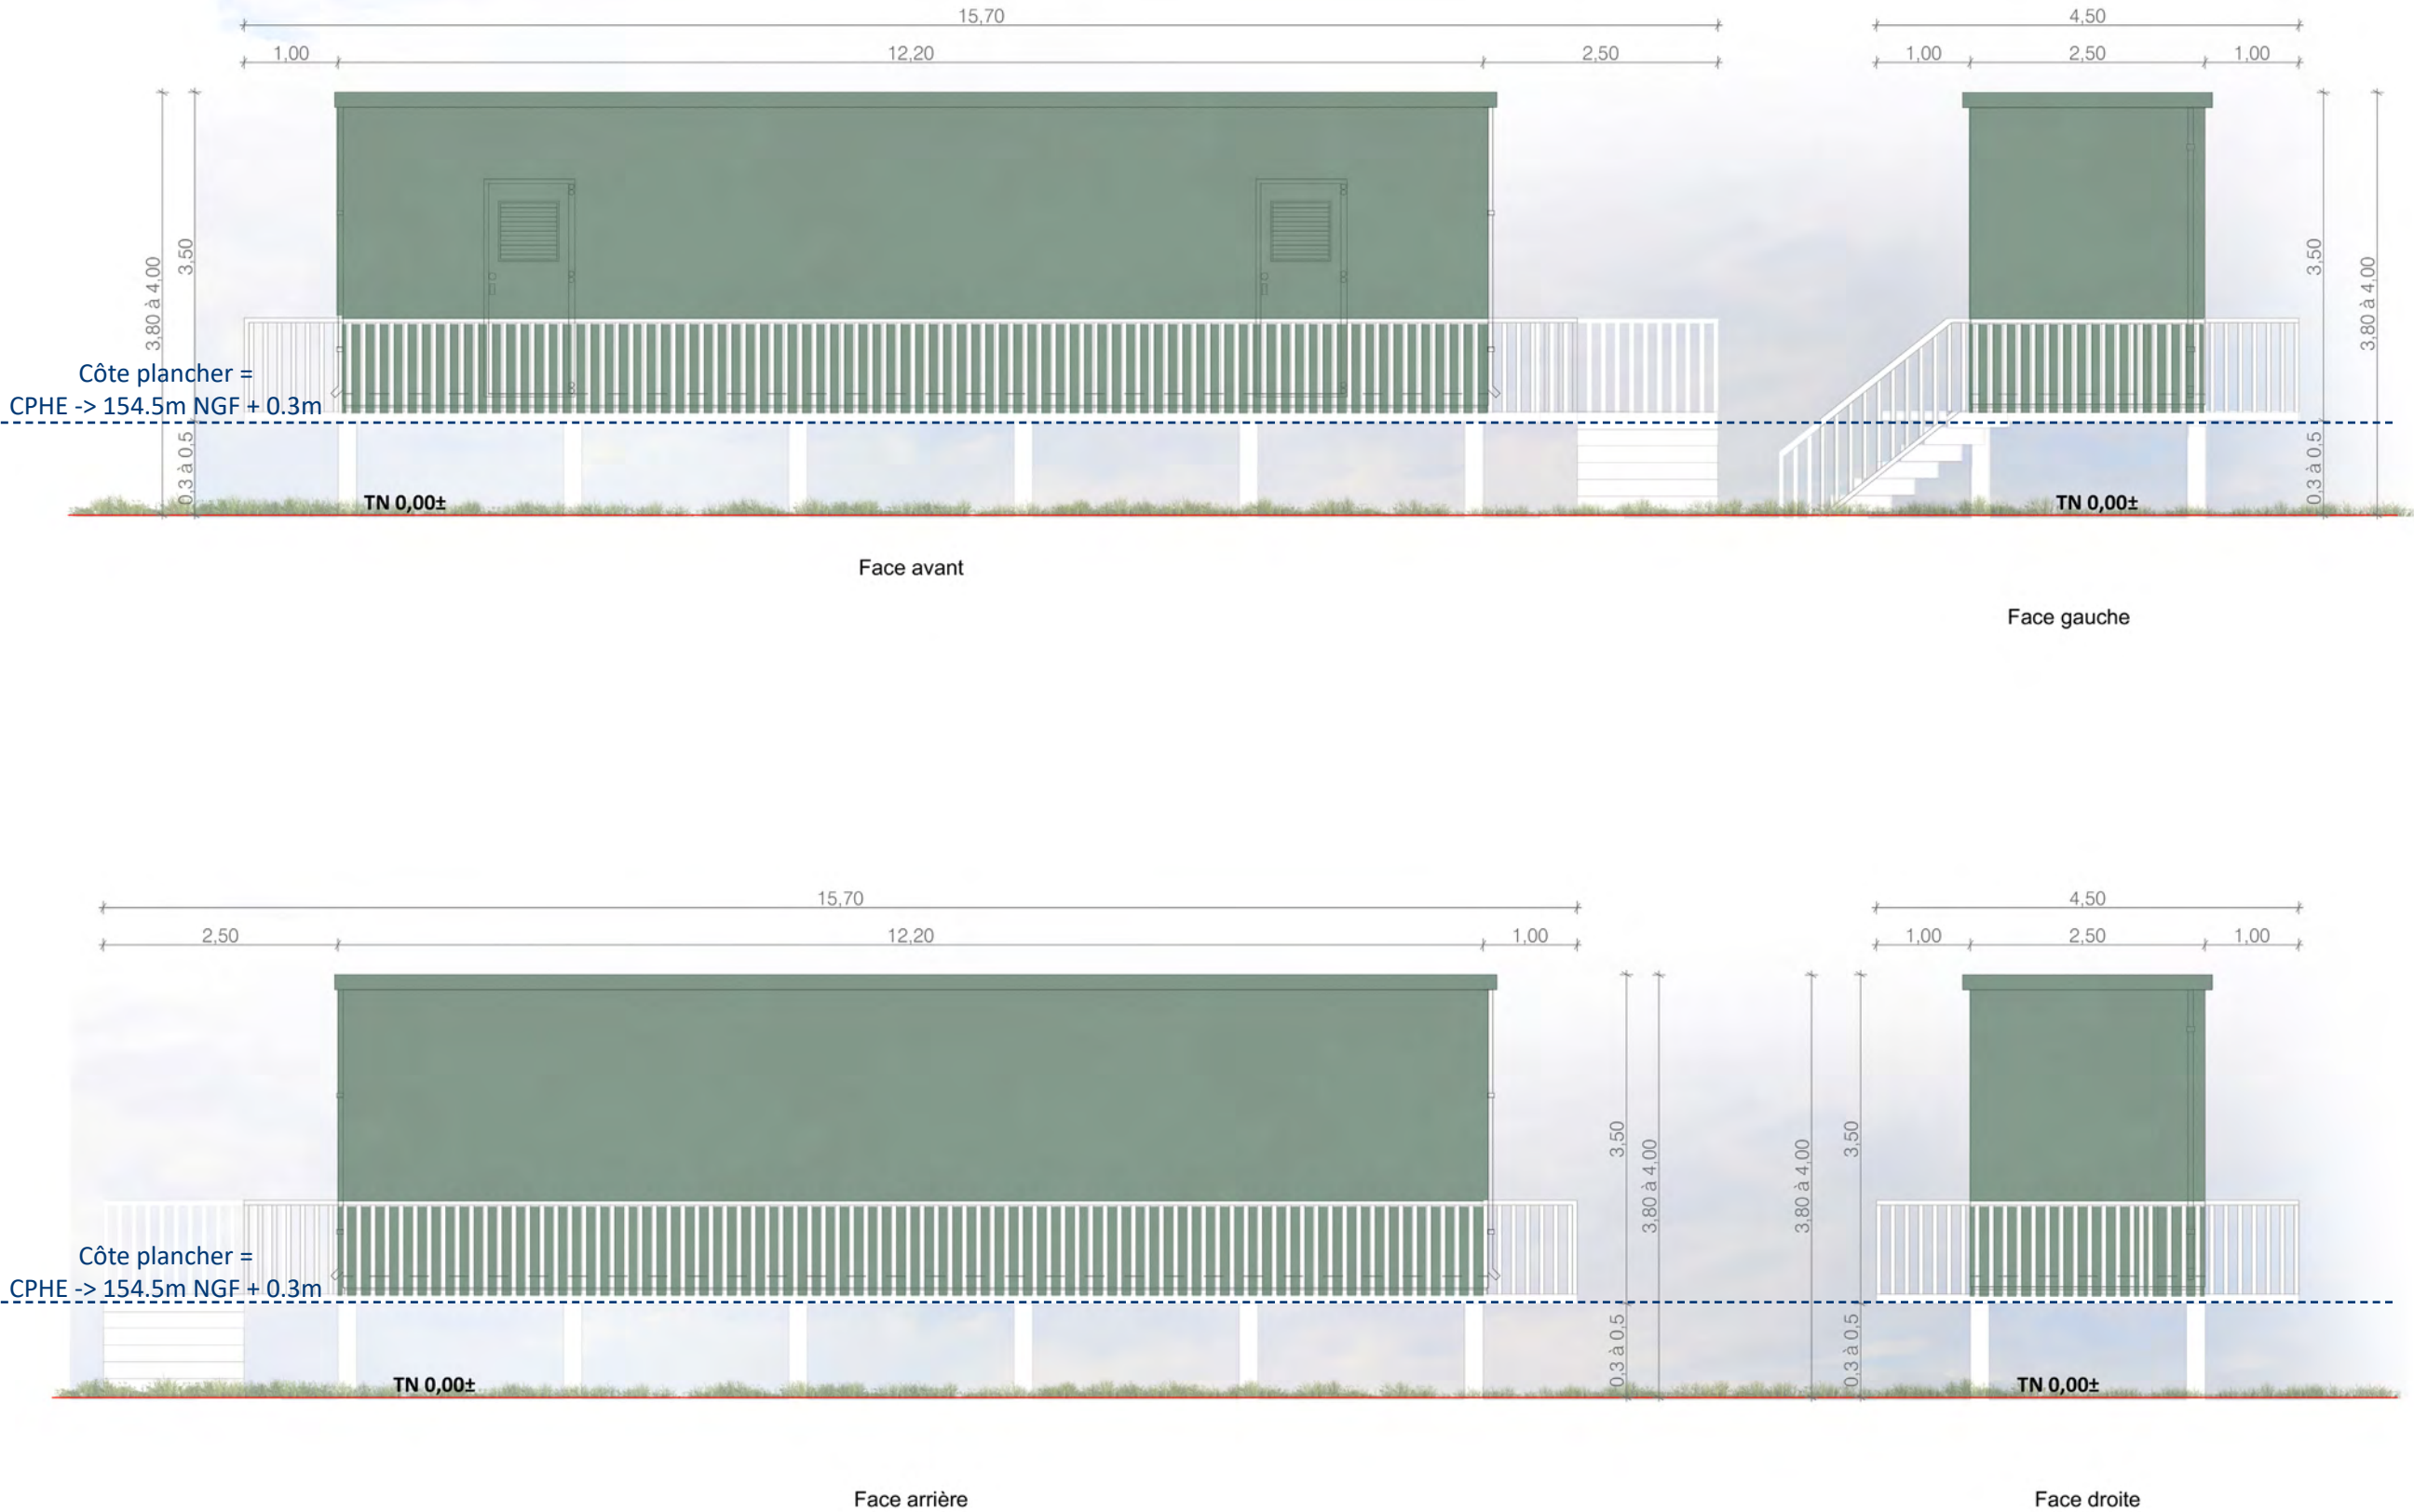 15,70
4,50
1,00
12,20
2,50
1,00
2,50
1,00
3,80 à 4,00
3,50
3,50
3,80 à 4,00
Côte plancher =
CPHE -> 154.5m NGF + 0.3m
0,3 à 0,5
0,3 à 0,5
TN 0,00±
TN 0,00±
Face avant
Face gauche
15,70
4,50
2,50
12,20
1,00
1,00
2,50
1,00
3,50
3,80 à 4,00
3,80 à 4,00
3,50
Côte plancher =
CPHE -> 154.5m NGF + 0.3m
0,3 à 0,5
0,3 à 0,5
TN 0,00±
TN 0,00±
Face arrière
Face droite